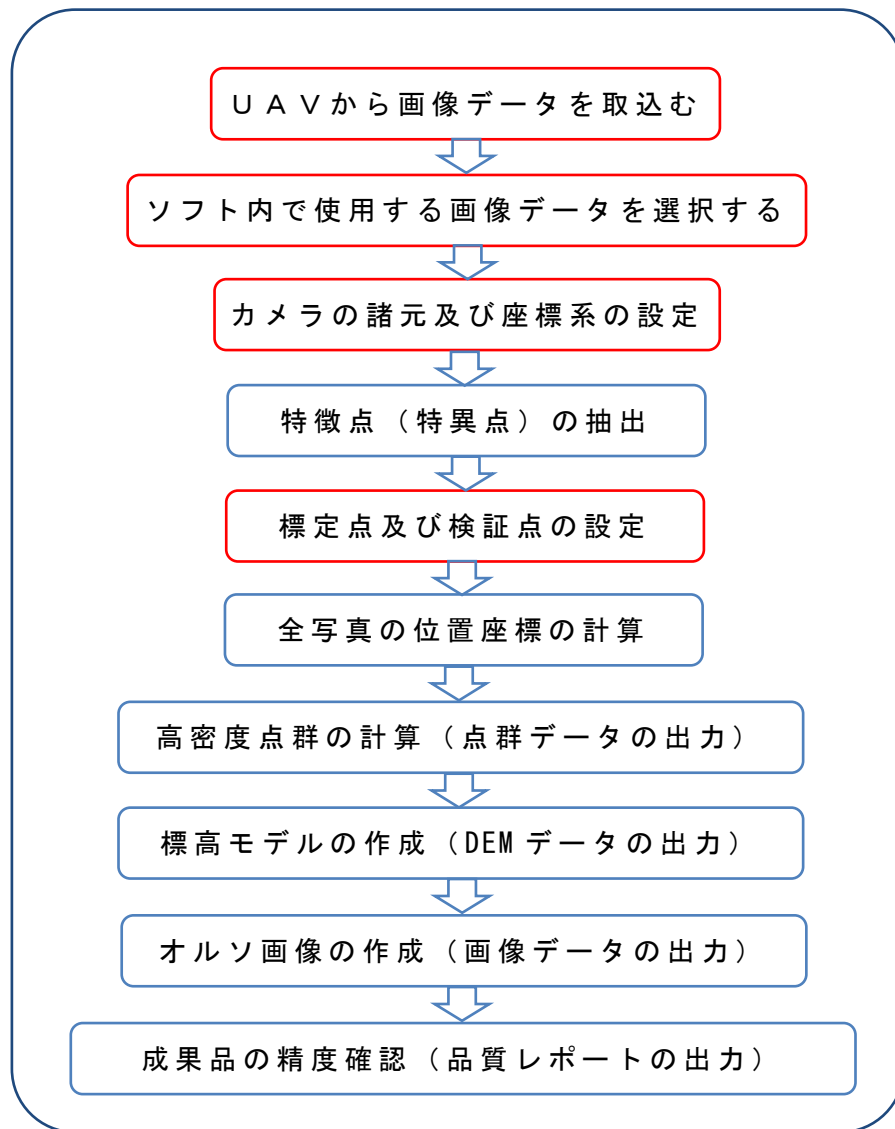 UAVから画像データを取込む
ソフト内で使用する画像データを選択する
カメラの諸元及び座標系の設定
特徴点（特異点）の抽出
標定点及び検証点の設定
全写真の位置座標の計算
高密度点群の計算（点群データの出力）
標高モデルの作成（DEMデータの出力）
オルソ画像の作成（画像データの出力）
成果品の精度確認（品質レポートの出力）